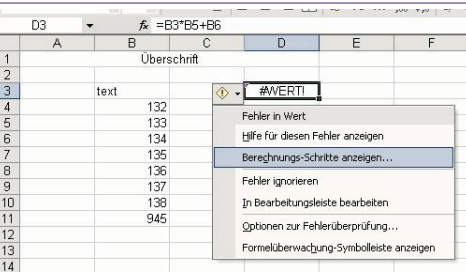 D3 fx =B3*B5+B6
A B C D E F
1 Überschrift
2
3 text #WERT!
4 132
5 133
6 134
7 135
8 136
9 137
10 138
11 945
12
13
14
Fehler in Wert
Hilfe für diesen Fehler anzeigen
Berechnungs-Schritte anzeigen...
Fehler ignorieren
In Bearbeitungsleiste bearbeiten
Optionen zur Fehlerüberprüfung...
Formelüberwachung-Symbolleiste anzeigen